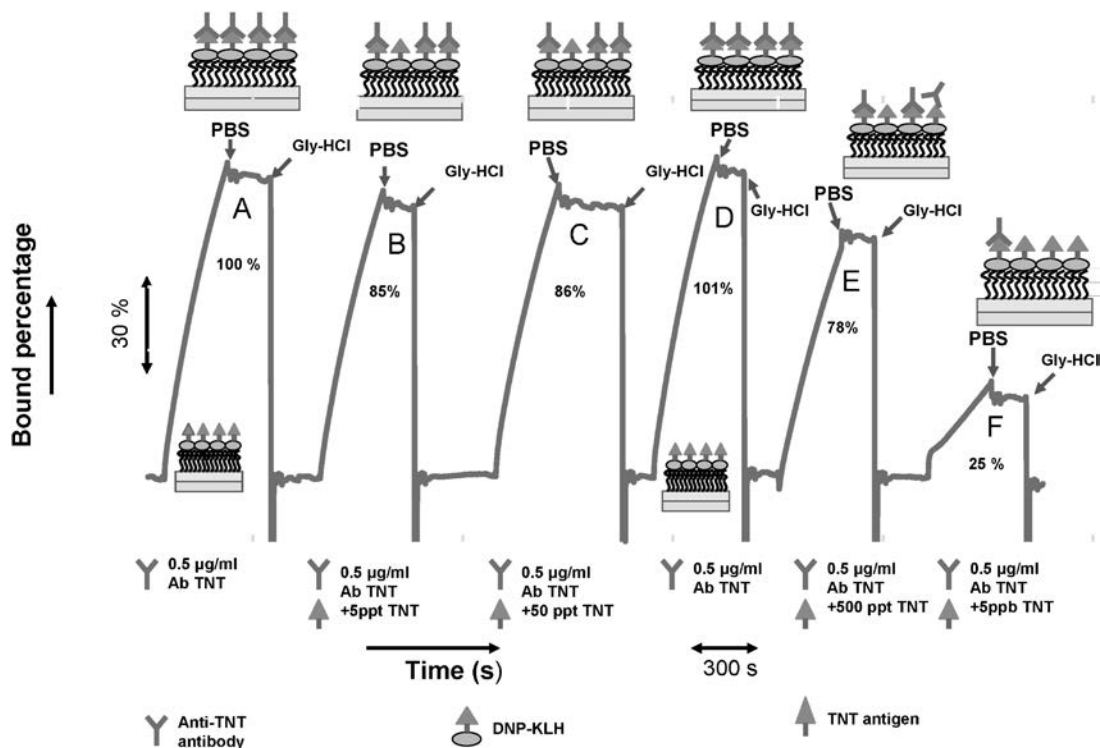 PBS
Gly-HCl
A
100 %
PBS
Gly-HCl
B
85%
PBS
Gly-HCl
C
86%
PBS
Gly-HCl
D
101%
PBS
Gly-HCl
E
78%
PBS
Gly-HCl
F
25 %
Bound percentage
30 %
0.5 µg/ml
Ab TNT
0.5 µg/ml
Ab TNT
+5ppt TNT
0.5 µg/ml
Ab TNT
+50 ppt TNT
0.5 µg/ml
Ab TNT
0.5 µg/ml
Ab TNT
+500 ppt TNT
0.5 µg/ml
Ab TNT
+5ppb TNT
Time (s)
300 s
Anti-TNT
antibody
DNP-KLH
TNT antigen